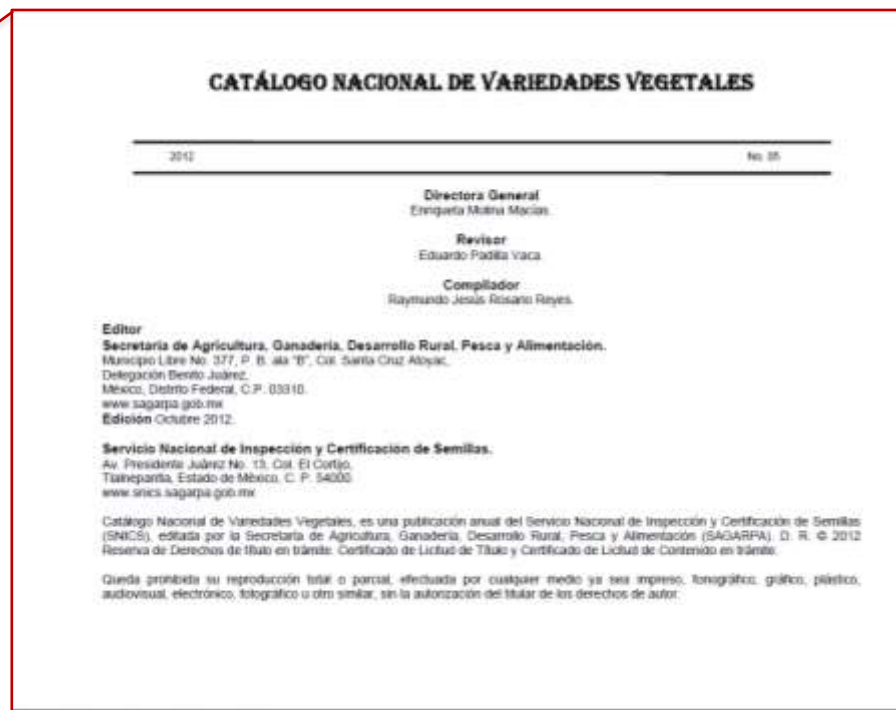 CATÁLOGO NACIONAL DE VARIEDADES VEGETALES
2012 No. 05
Directora General
Enriqueta Molina Macías.
Revisor
Eduardo Padilla Vaca.
Compilador
Raymundo Jesús Rosario Reyes.
Editor
Secretaría de Agricultura, Ganadería, Desarrollo Rural, Pesca y Alimentación.
Municipio Libre No. 377, P. B. ala "B", Col. Santa Cruz Atoyac,
Delegación Benito Juárez,
México, Distrito Federal, C.P. 03310.
www.sagarpa.gob.mx
Edición Octubre 2012.
Servicio Nacional de Inspección y Certificación de Semillas.
Av. Presidente Juárez No. 13, Col. El Cortijo,
Tlalnepantla, Estado de México, C. P. 54000
www.snics.sagarpa.gob.mx
Catálogo Nacional de Variedades Vegetales, es una publicación anual del Servicio Nacional de Inspección y Certificación de Semillas
(SNICS), editada por la Secretaría de Agricultura, Ganadería, Desarrollo Rural, Pesca y Alimentación (SAGARPA). D. R. © 2012
Reserva de Derechos de título en trámite. Certificado de Licitud de Título y Certificado de Licitud de Contenido en trámite.
Queda prohibida su reproducción total o parcial, efectuada por cualquier medio ya sea impreso, fonográfico, gráfico, plástico,
audiovisual, electrónico, fotográfico u otro similar, sin la autorización del titular de los derechos de autor.